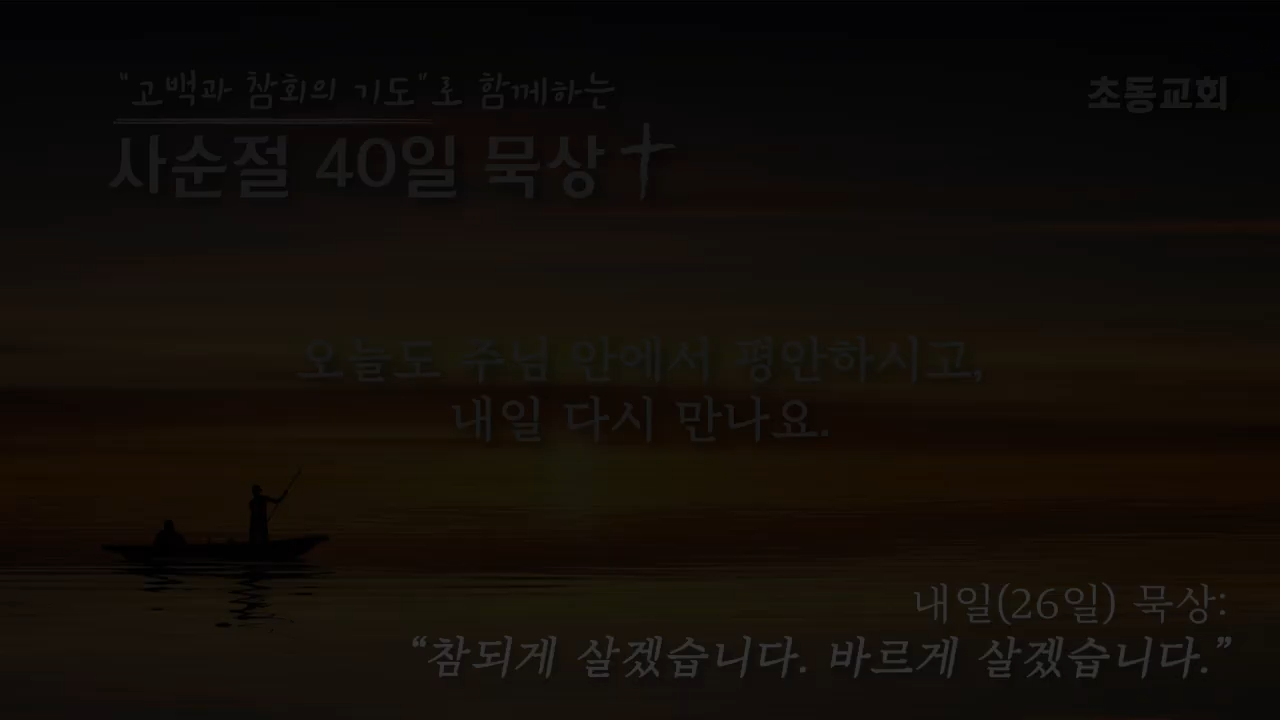 "고백과 참회의 기도"로 함께하는
초동교회
사순절 40일 묵상
오늘도 주님 안에서 평안하시고,
내일 다시 만나요.
내일(26일) 묵상:
“참되게 살겠습니다. 바르게 살겠습니다.”